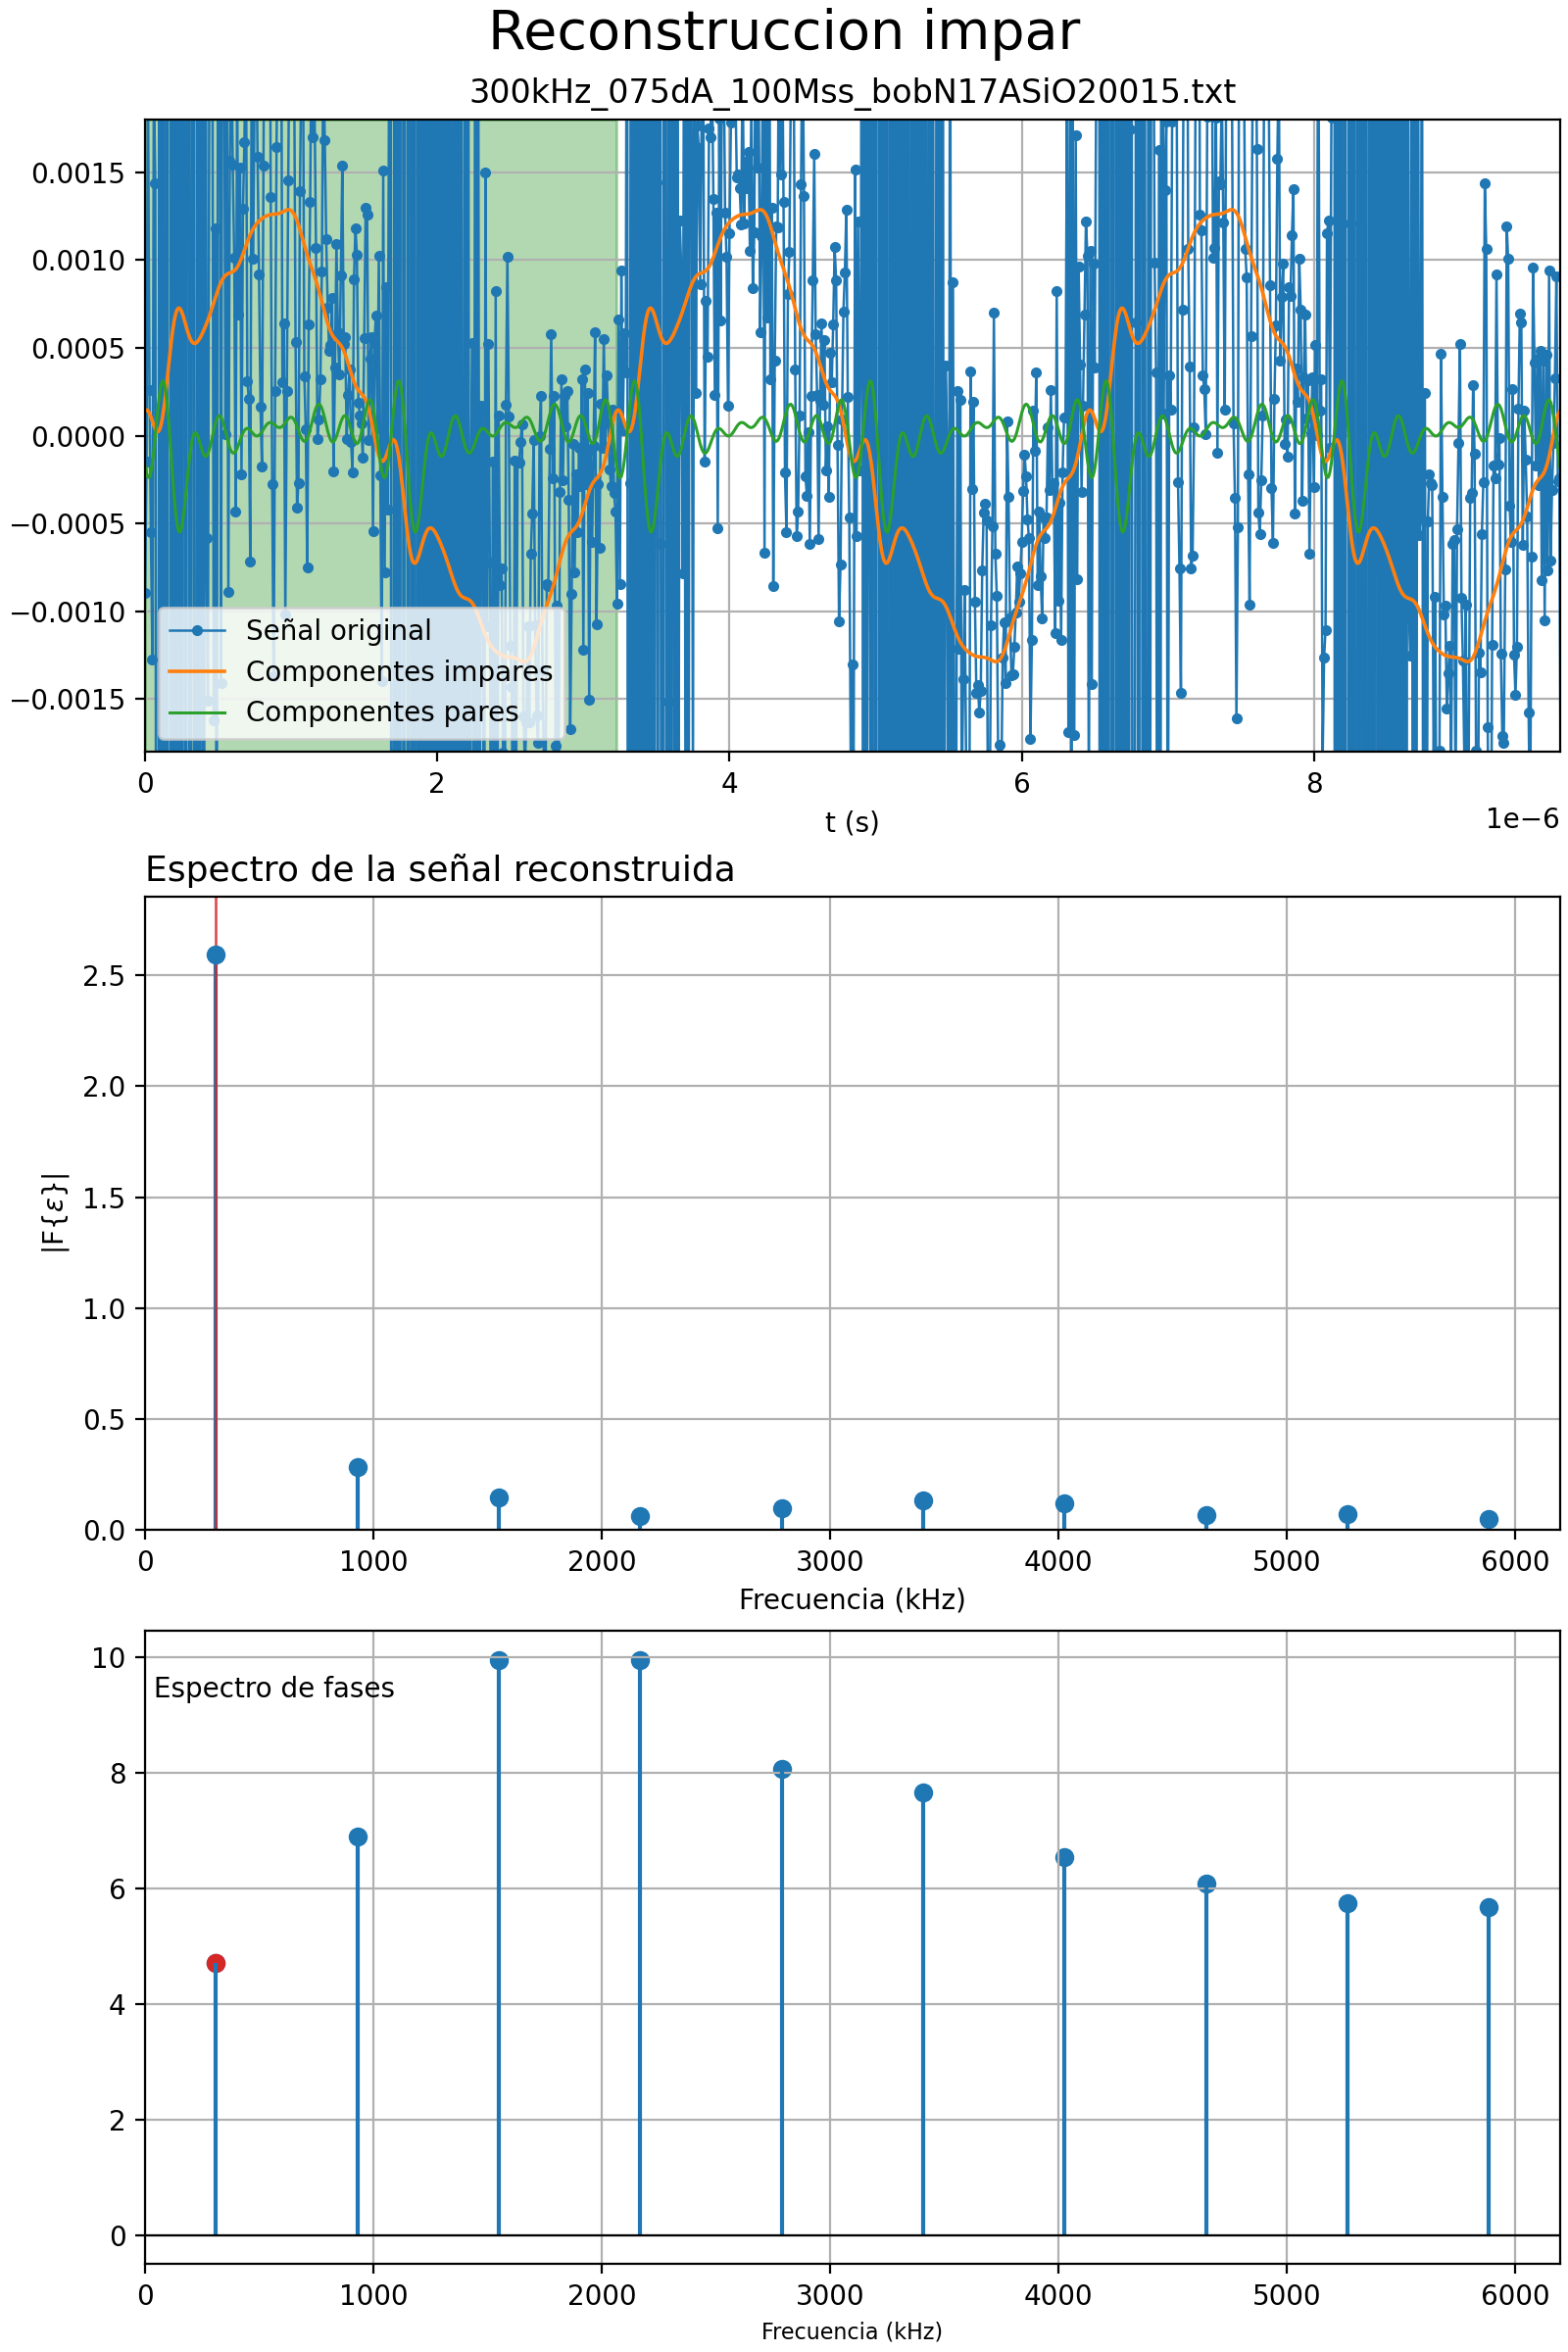 Reconstruccion impar
300kHz_075dA_100Mss_bobN17ASiO20015.txt
0.0015
0.0010
0.0005
0.0000
−0.0005
−0.0010
−0.0015
Señal original
Componentes impares
Componentes pares
0 2 4 6 8
t (s)
1e−6
Espectro de la señal reconstruida
2.5
2.0
1.5
1.0
0.5
0.0
|F{ε}|
0 1000 2000 3000 4000 5000 6000
Frecuencia (kHz)
10
8
6
4
2
0
Espectro de fases
0 1000 2000 3000 4000 5000 6000
Frecuencia (kHz)